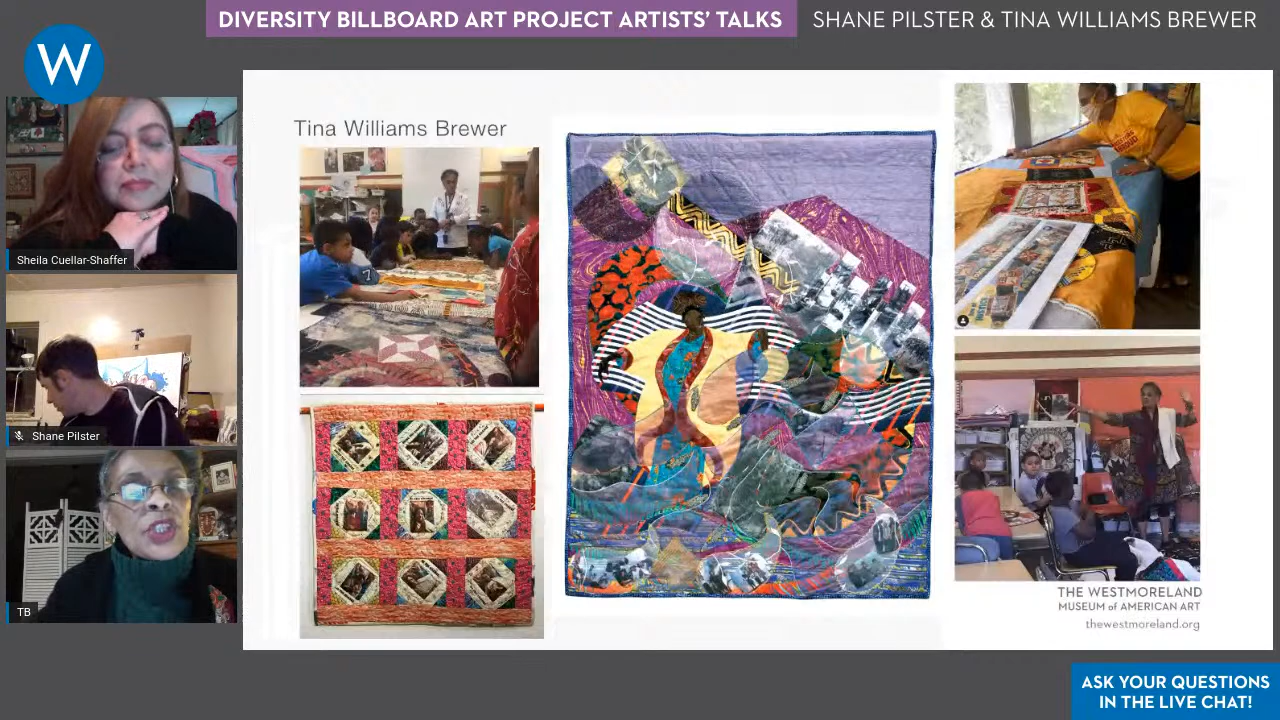 DIVERSITY BILLBOARD ART PROJECT ARTISTS' TALKS SHANE PILSTER & TINA WILLIAMS BREWER
W
Sheila Cuellar-Shaffer
Shane Pilster
TB
Tina Williams Brewer
THE WESTMORELAND
MUSEUM of AMERICAN ART
thewestmoreland.org
ASK YOUR QUESTIONS
IN THE LIVE CHAT!